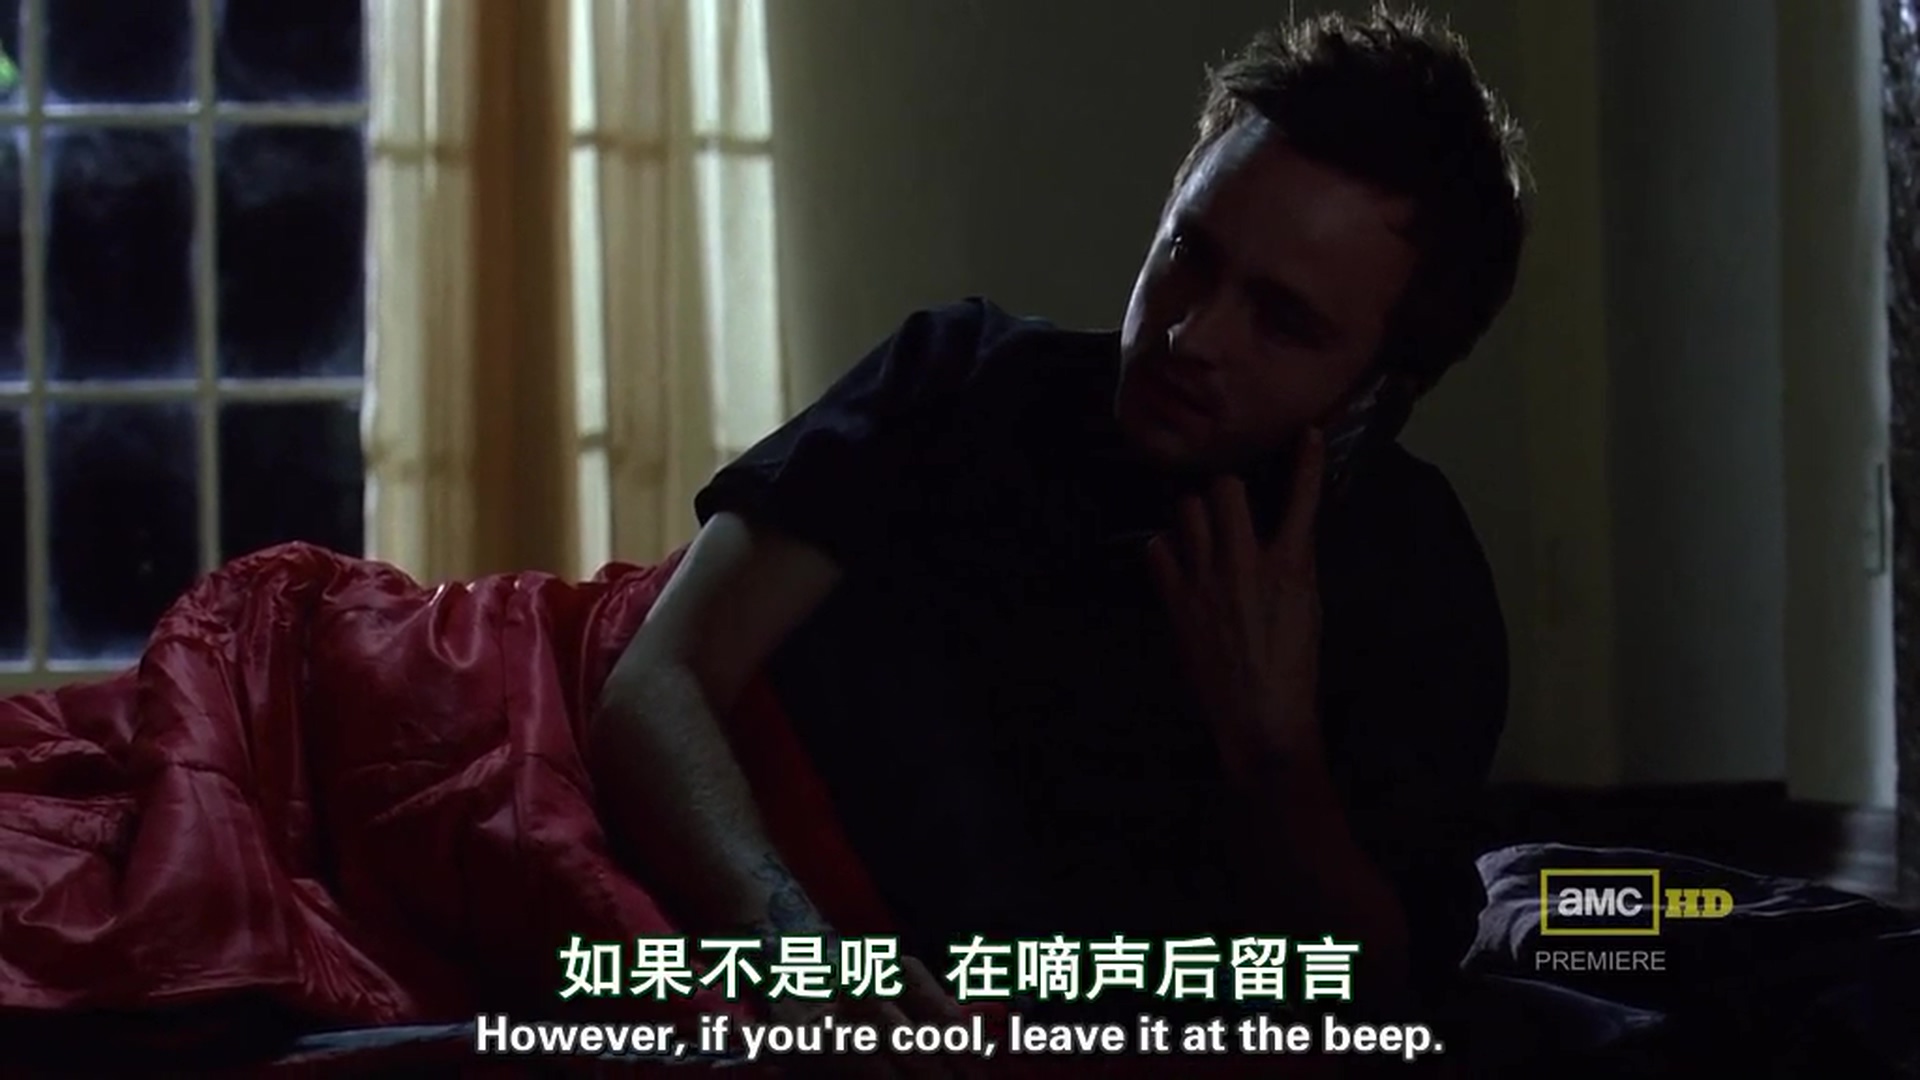 aMC HD
PREMIERE
如果不是呢 在嘀声后留言
However, if you're cool, leave it at the beep.